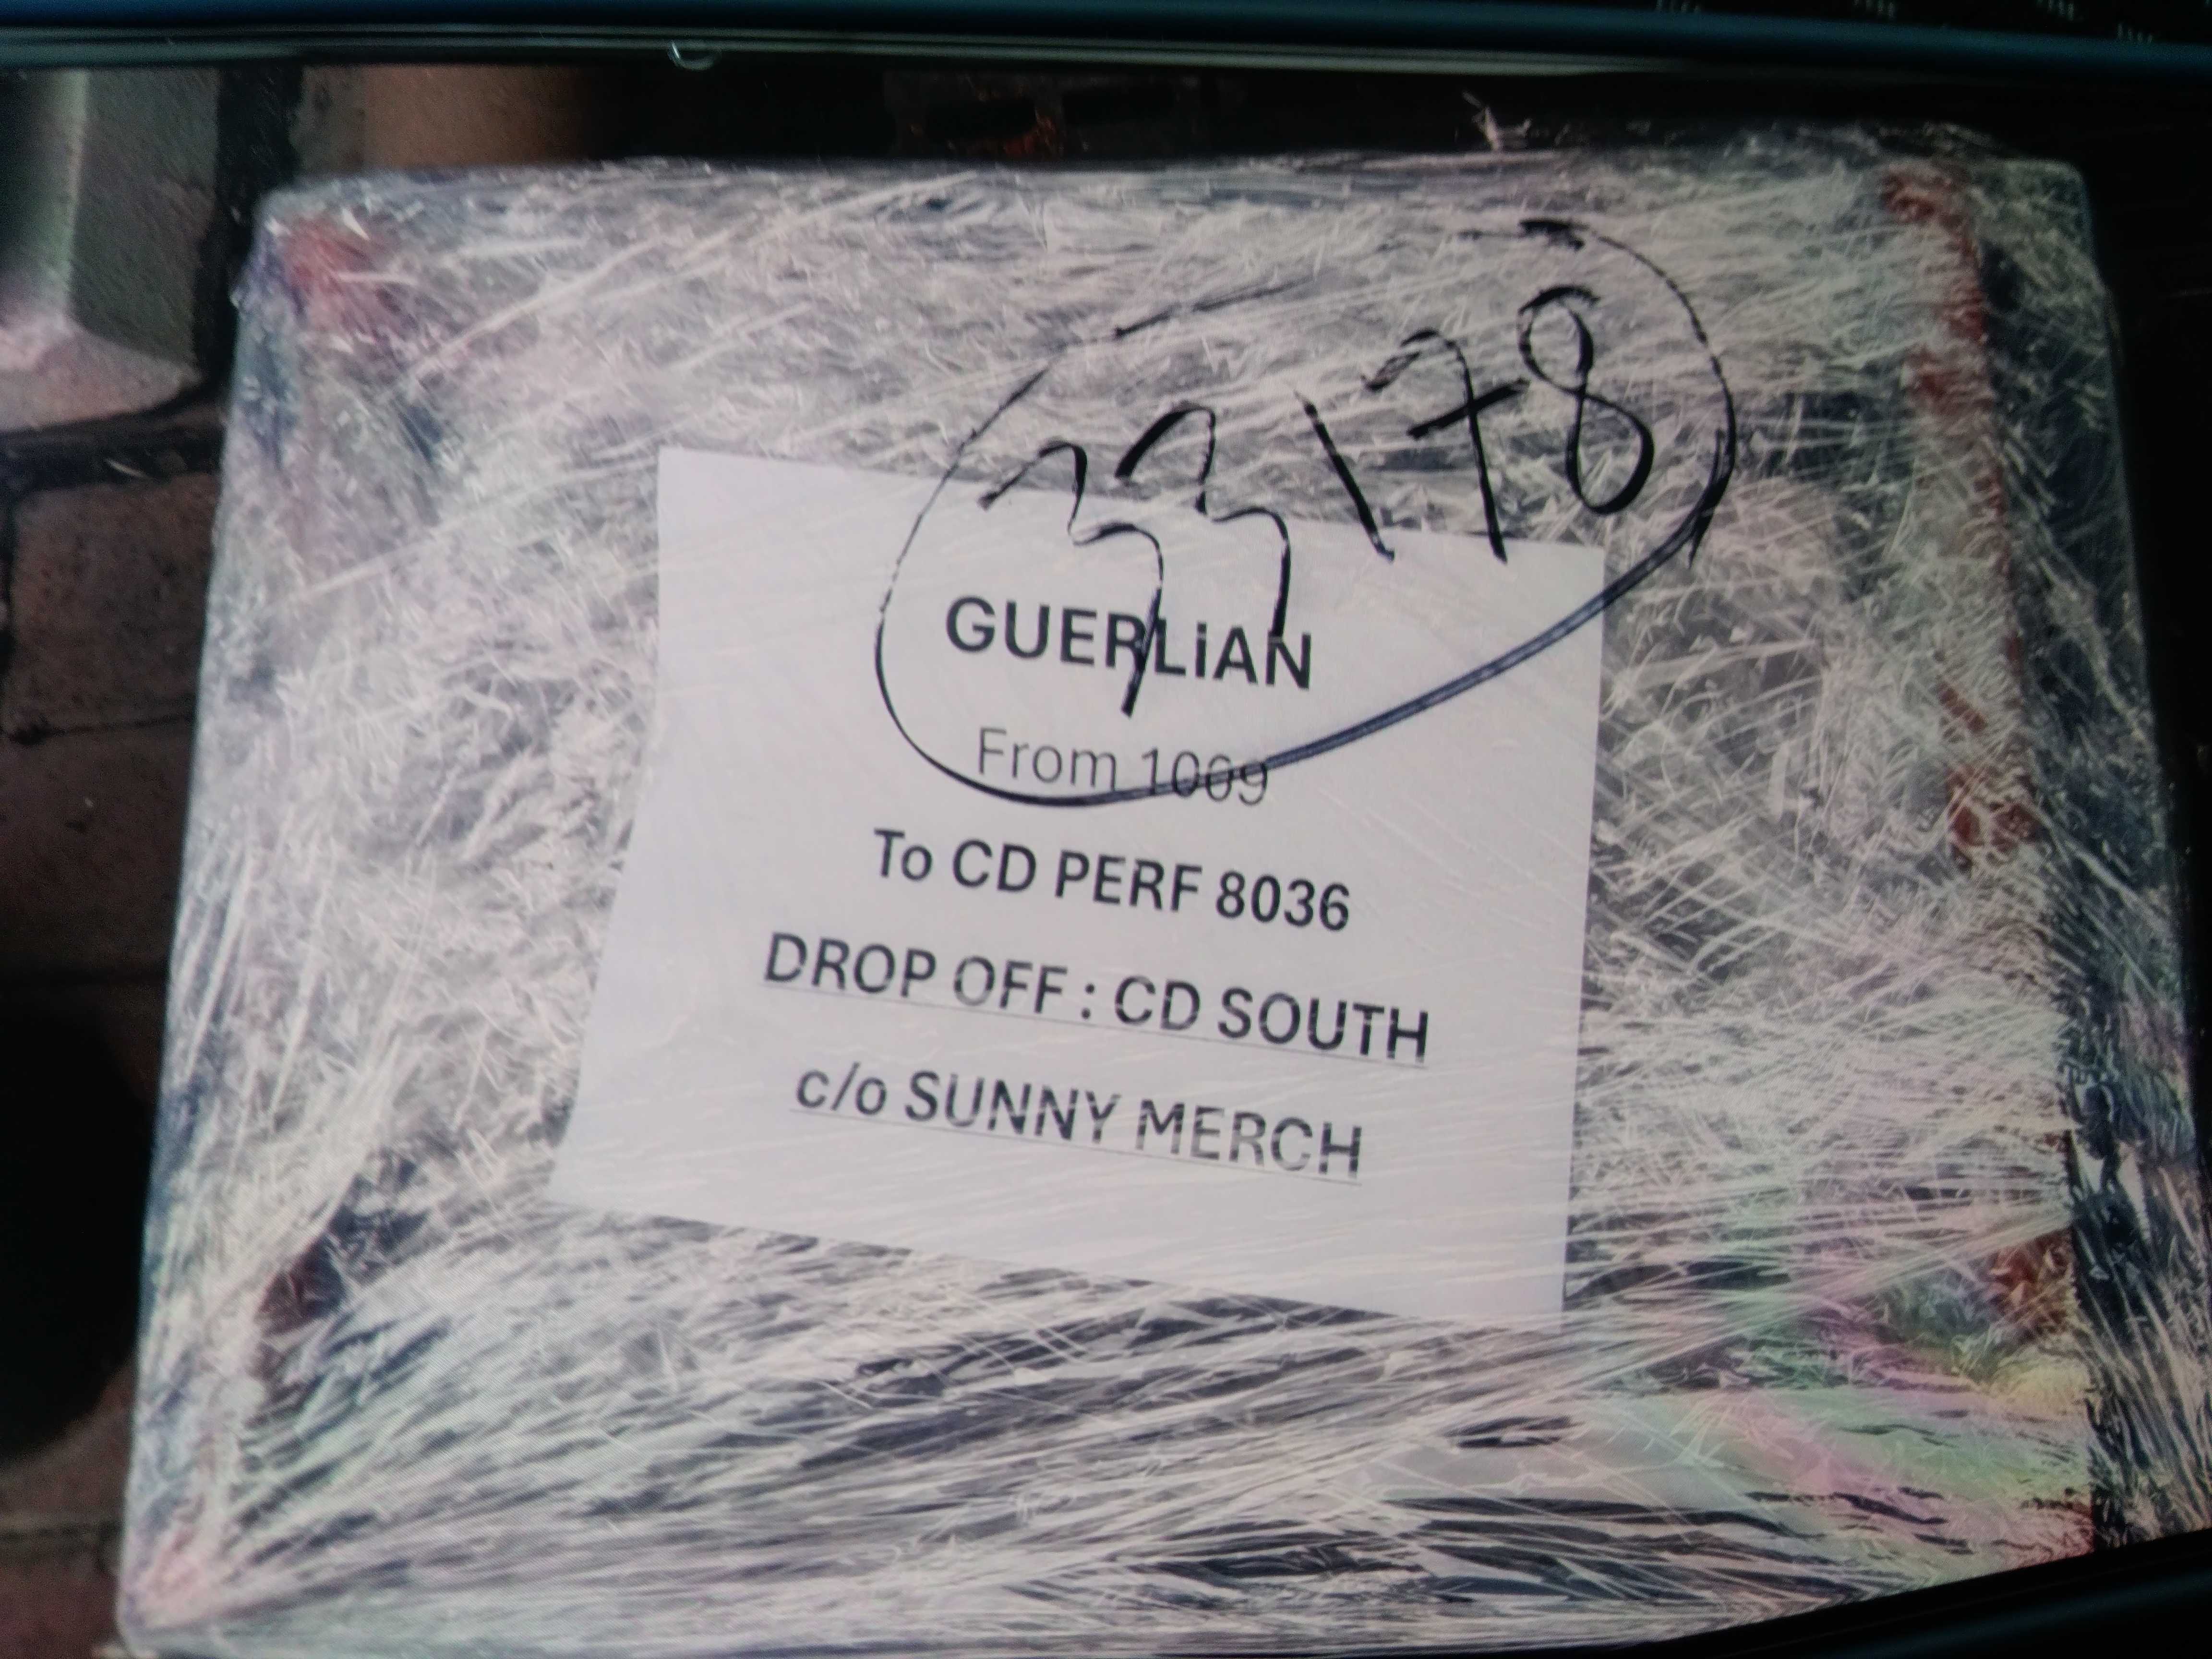 33178
GUERLiAN
From 1009
To CD PERF 8036
DROP OFF : CD SOUTH
c/o SUNNY MERCH